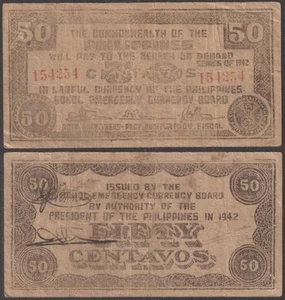 50 THE COMMONWEALTH OF THE 50
PHILIPPINES
WILL PAY TO THE BEARER ON DEMAND
SERIES OF 1942
154254 CENTAVOS 154254
IN LAWFUL CURRENCY OF THE PHILIPPINES
BOHOL EMERGENCY CURRENCY BOARD
50
ISSUED BY THE
50 BOHOL EMERGENCY CURRENCY BOARD 50
BY AUTHORITY OF THE
PRESIDENT OF THE PHILIPPINES IN 1942
FIFTY
50 CENTAVOS 50